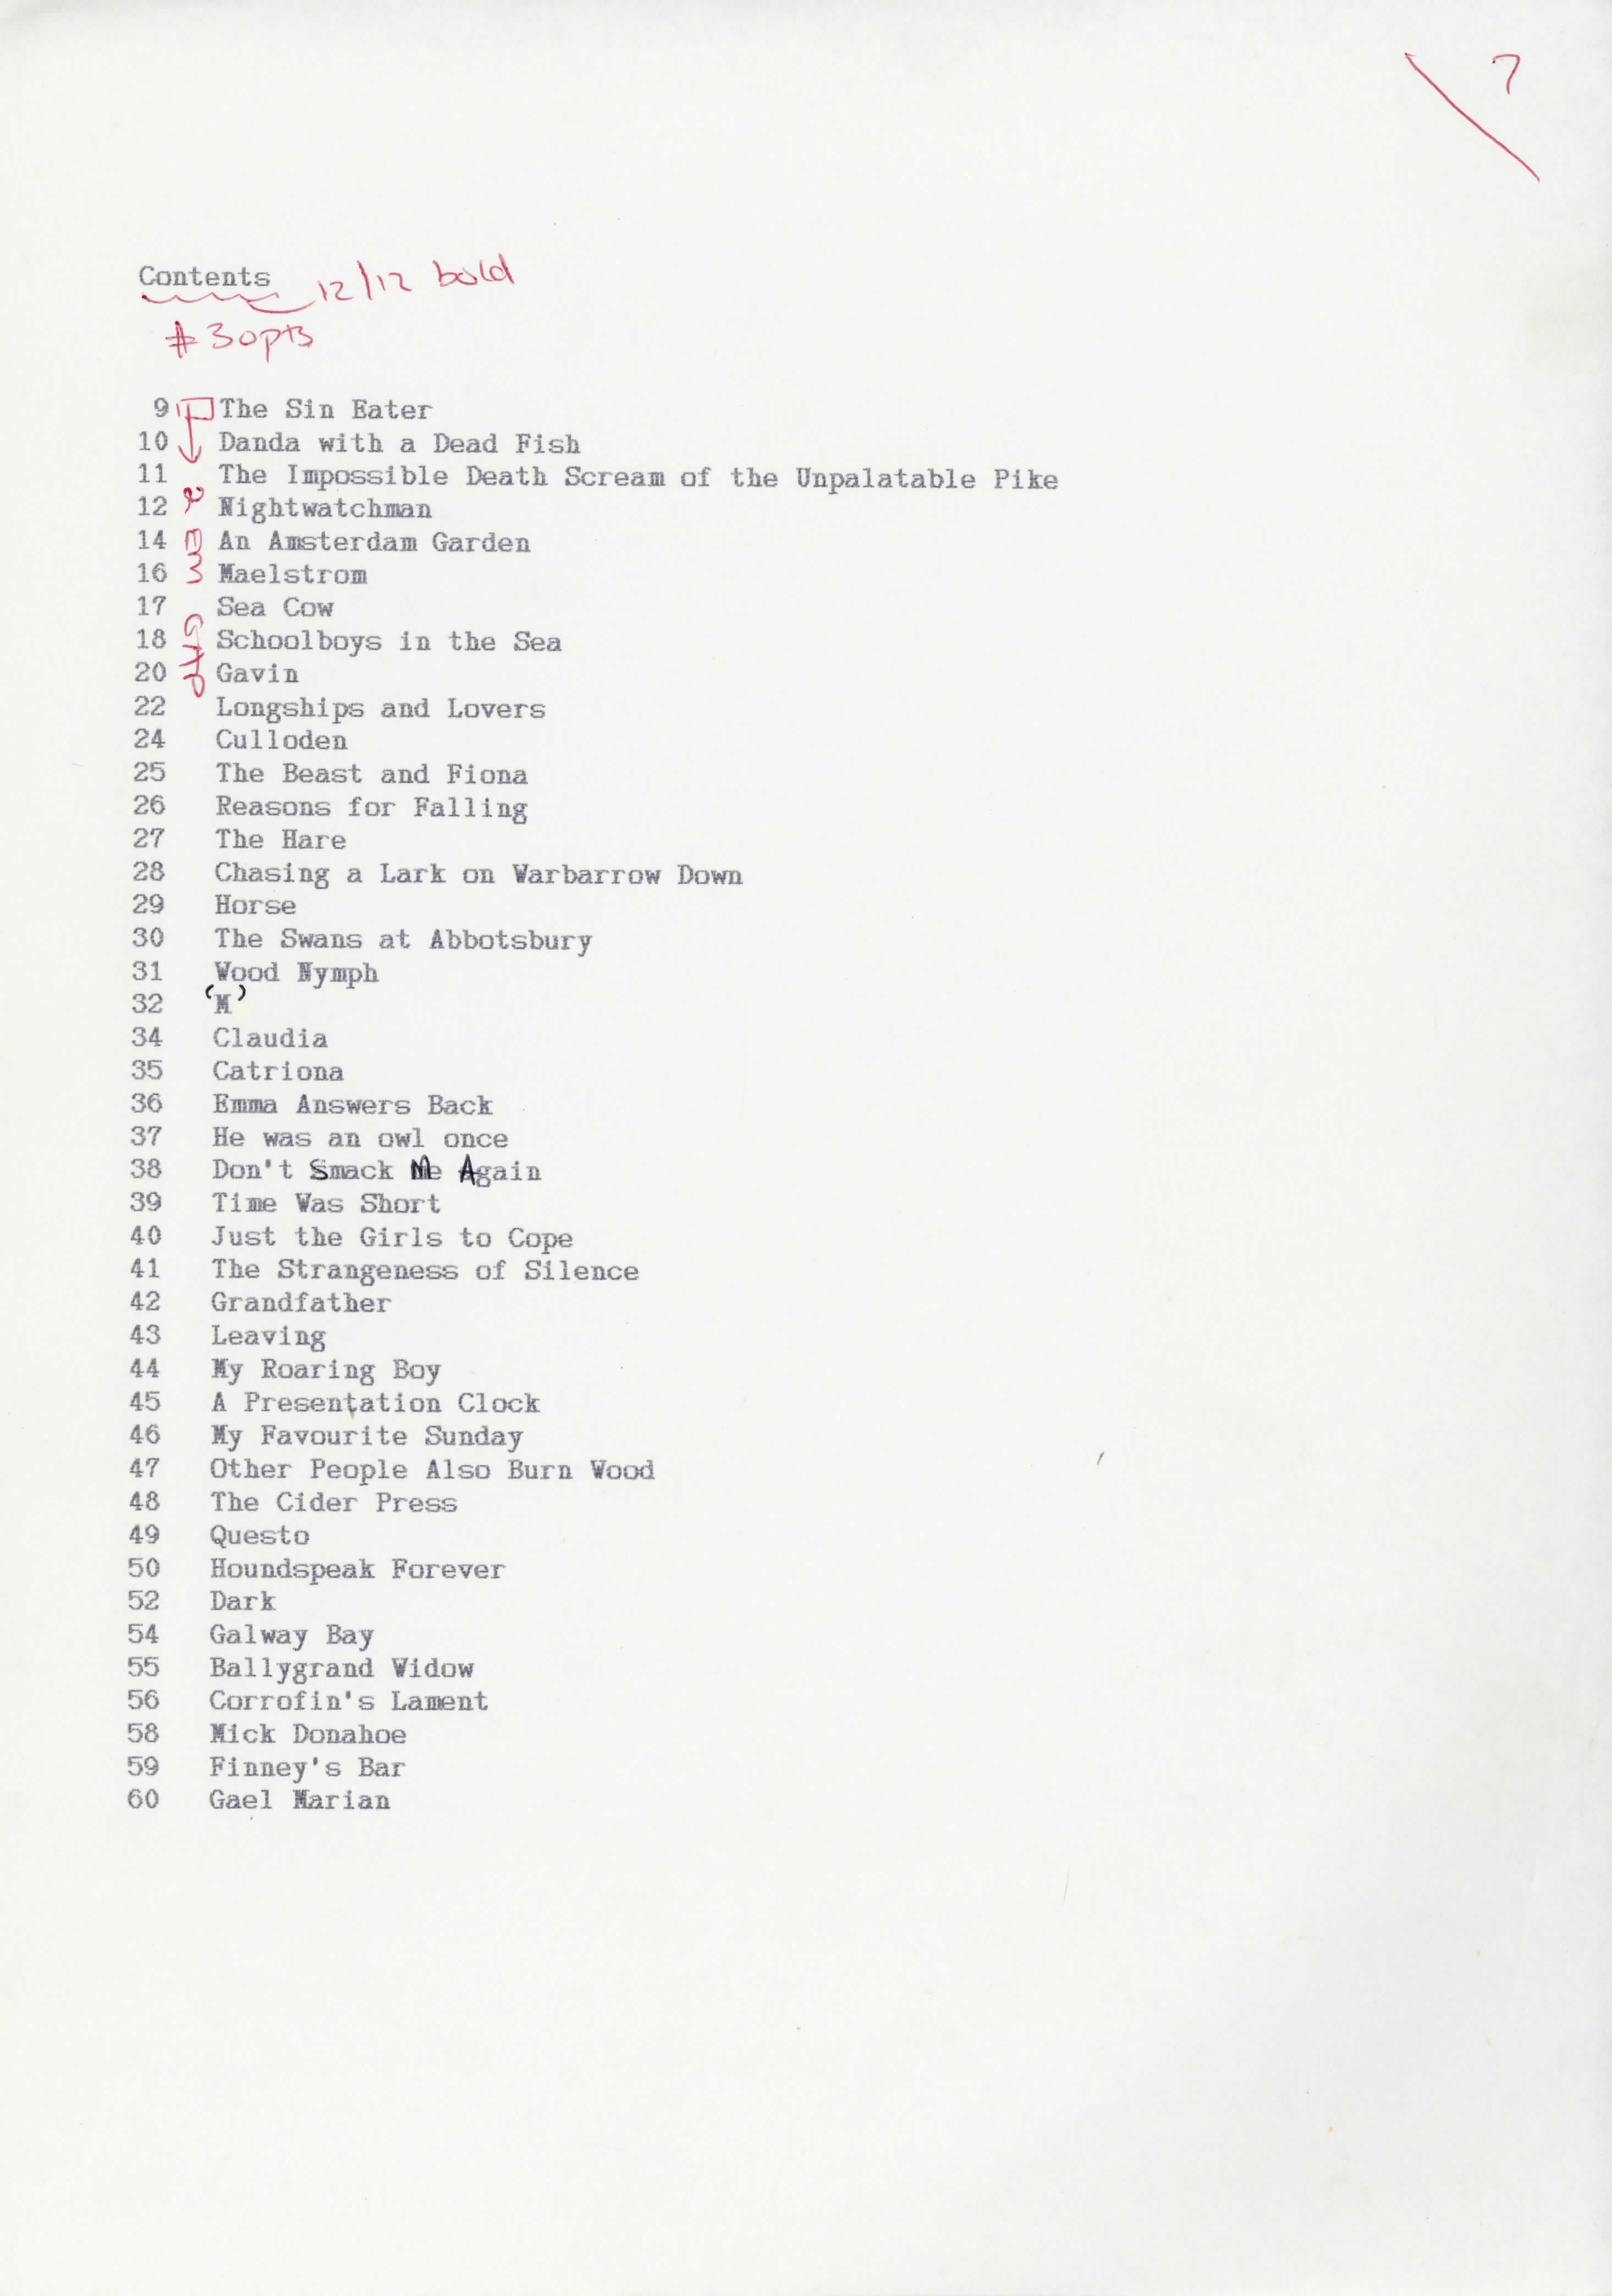 7
Contents 12/12 bold
# 30pts
9 The Sin Eater
10 Danda with a Dead Fish
11 The Impossible Death Scream of the Unpalatable Pike
12 Nightwatchman
14 An Amsterdam Garden
16 Maelstrom
17 Sea Cow
18 Schoolboys in the Sea
20 Gavin
22 Longships and Lovers
24 Culloden
25 The Beast and Fiona
26 Reasons for Falling
27 The Hare
28 Chasing a Lark on Warbarrow Down
29 Horse
30 The Swans at Abbotsbury
31 Wood Nymph
32 ‘M’
34 Claudia
35 Catriona
36 Emma Answers Back
37 He was an owl once
38 Don't Smack Me Again
39 Time Was Short
40 Just the Girls to Cope
41 The Strangeness of Silence
42 Grandfather
43 Leaving
44 My Roaring Boy
45 A Presentation Clock
46 My Favourite Sunday
47 Other People Also Burn Wood
48 The Cider Press
49 Questo
50 Houndspeak Forever
52 Dark
54 Galway Bay
55 Ballygrand Widow
56 Corrofin's Lament
58 Mick Donahoe
59 Finney's Bar
60 Gael Marian